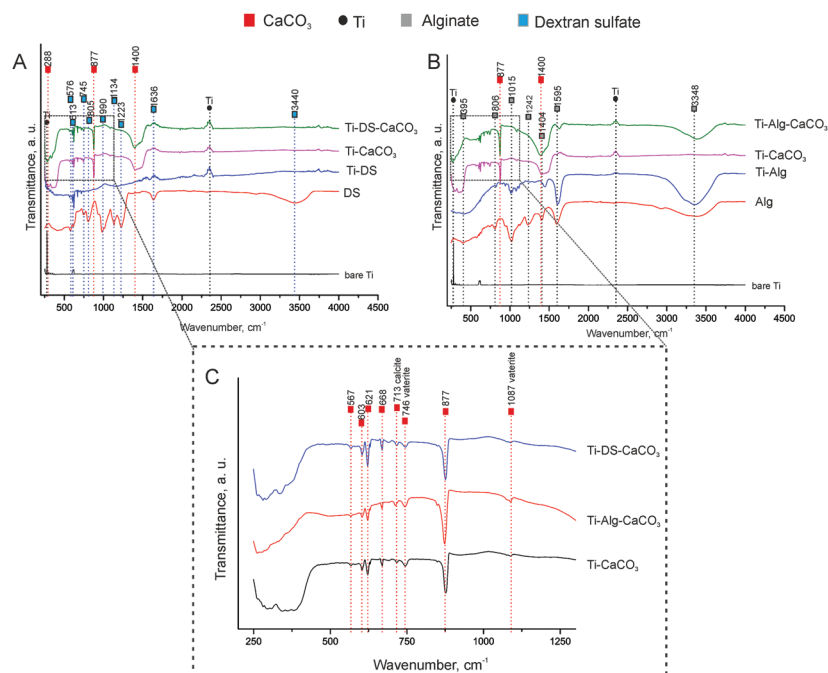 CaCO₃ Ti Alginate Dextran sulfate
A
288
576
613
745
805
877
990
1134
1223
1400
1636
Ti
3440
Ti-DS-CaCO₃
Ti-CaCO₃
Ti-DS
DS
bare Ti
Transmittance, a. u.
500 1000 1500 2000 2500 3000 3500 4000 4500
Wavenumber, cm⁻¹
B
Ti
395
806
877
1015
1242
1400
1404
1595
Ti
3348
Ti-Alg-CaCO₃
Ti-CaCO₃
Ti-Alg
Alg
bare Ti
Transmittance, a. u.
500 1000 1500 2000 2500 3000 3500 4000 4500
Wavenumber, cm⁻¹
C
567
603
621
668
713 calcite
746 vaterite
877
1087 vaterite
Ti-DS-CaCO₃
Ti-Alg-CaCO₃
Ti-CaCO₃
Transmittance, a. u.
250 500 750 1000 1250
Wavenumber, cm⁻¹